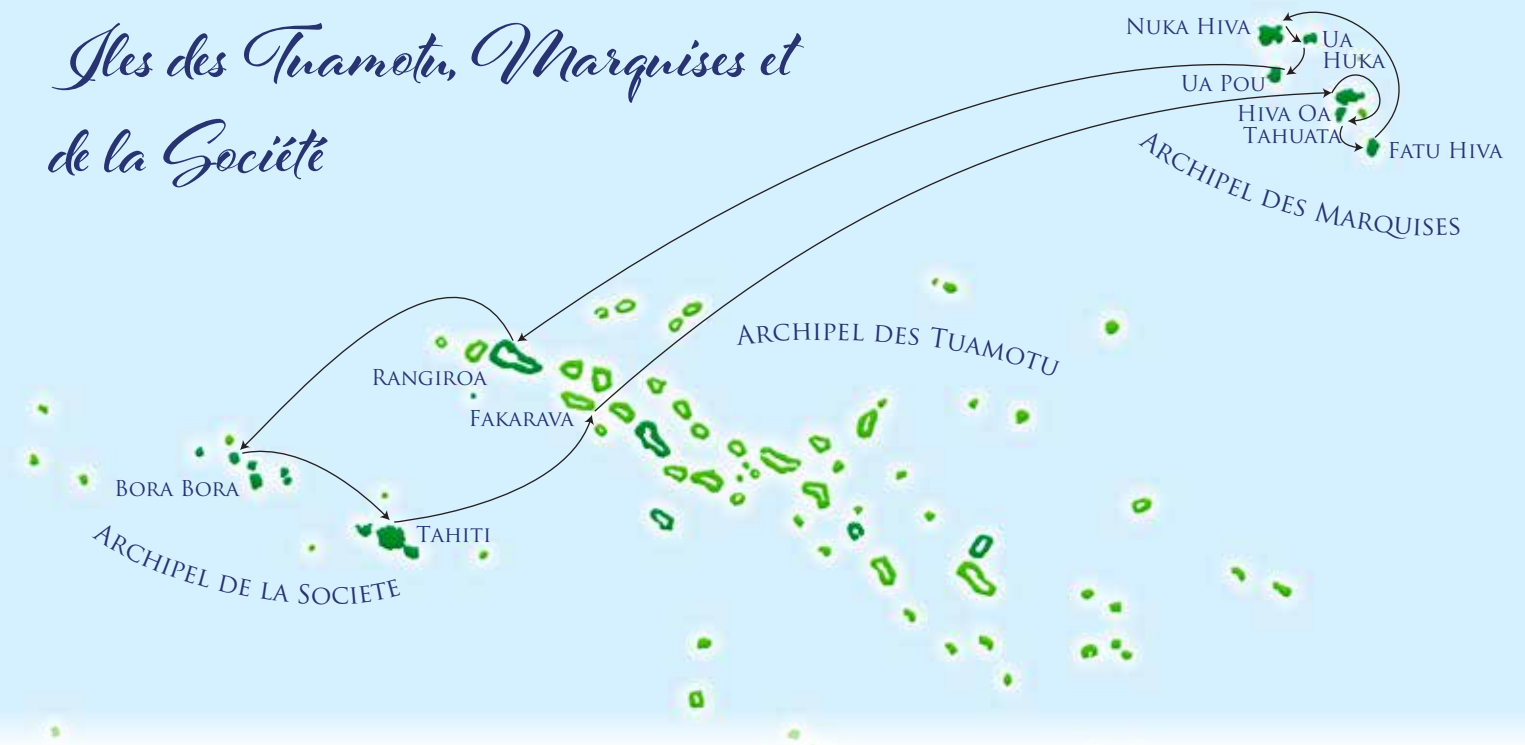 Iles des Tuamotu, Marquises et
de la Société
NUKA HIVA
UA
HUKA
UA POU
HIVA OA
TAHUATA
FATU HIVA
ARCHIPEL DES MARQUISES
ARCHIPEL DES TUAMOTU
RANGIROA
FAKARAVA
BORA BORA
TAHITI
ARCHIPEL DE LA SOCIETE